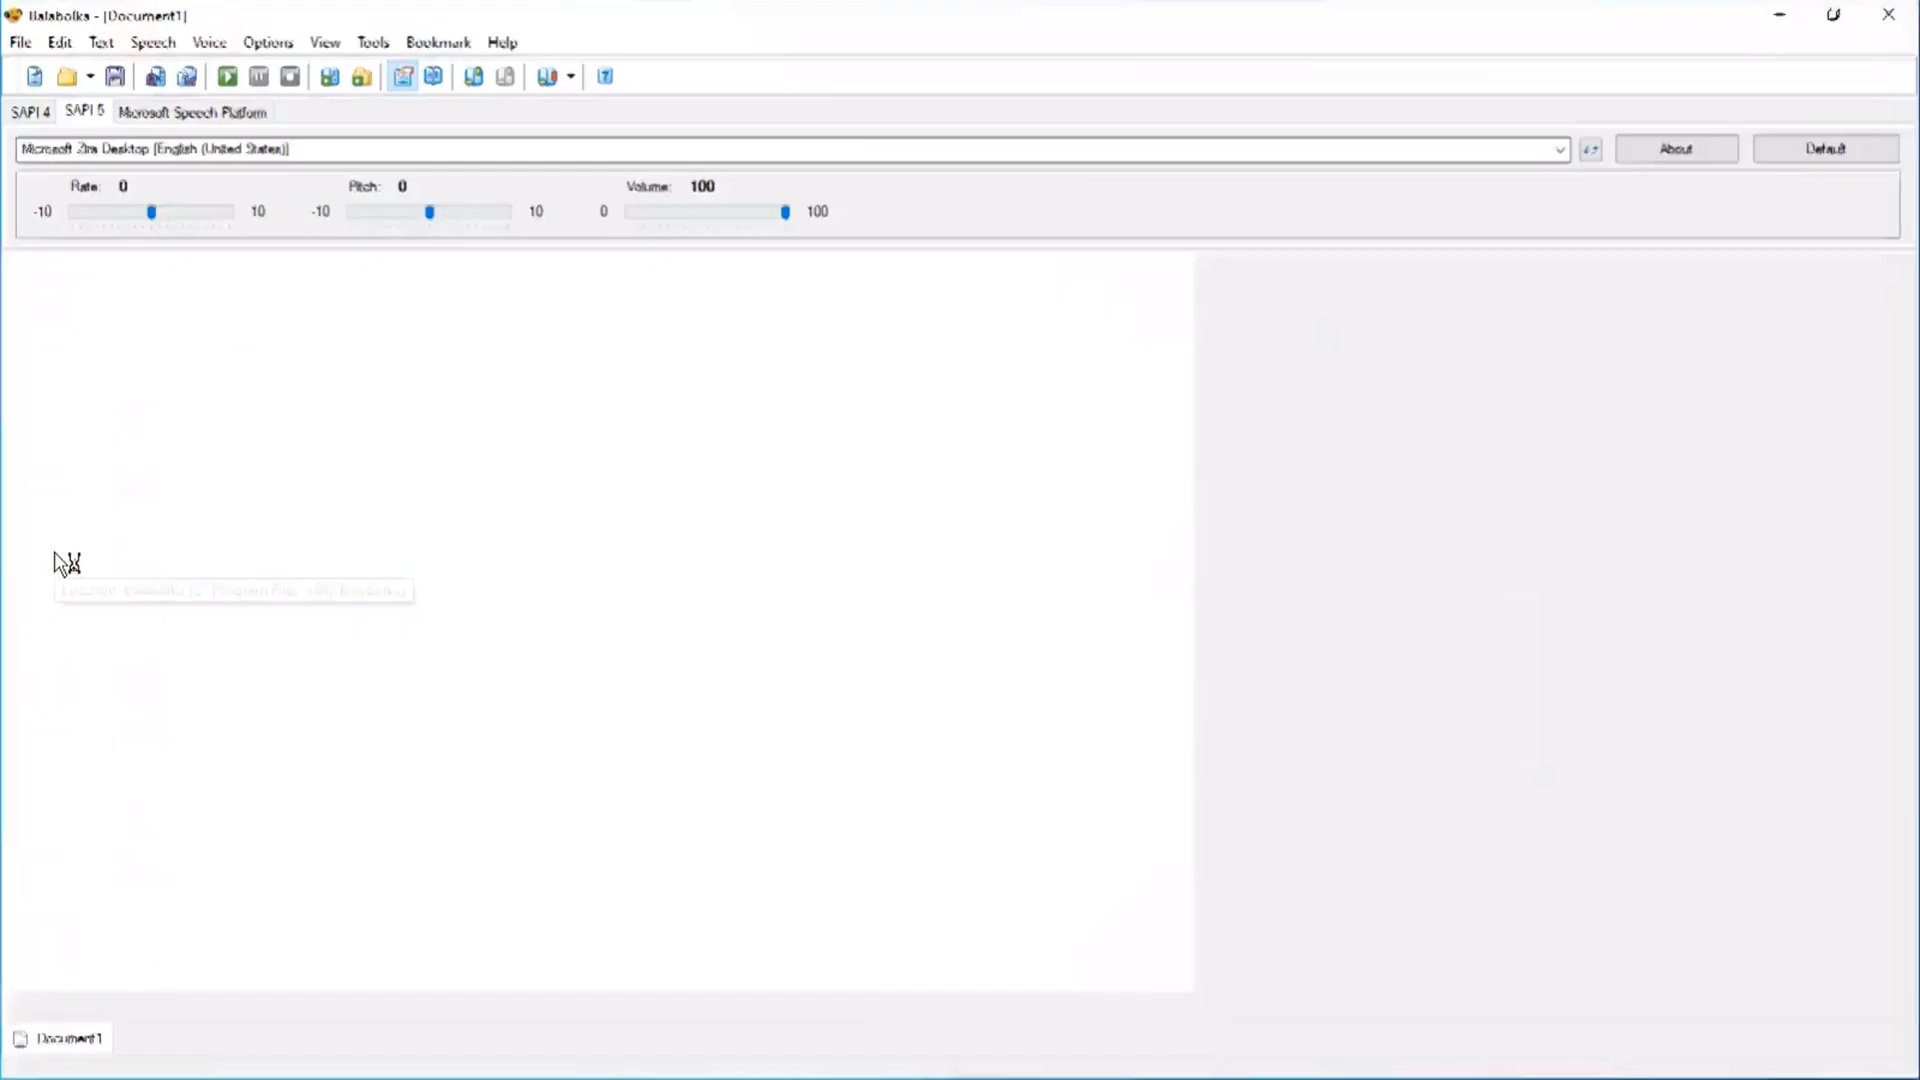 Balabolka - [Document1]
File Edit Text Speech Voice Options View Tools Bookmark Help
SAPI 4 SAPI 5 Microsoft Speech Platform
Microsoft Zira Desktop [English (United States)] About Default
Rate: 0 Pitch: 0 Volume: 100
-10 10 -10 10 0 100
Document1